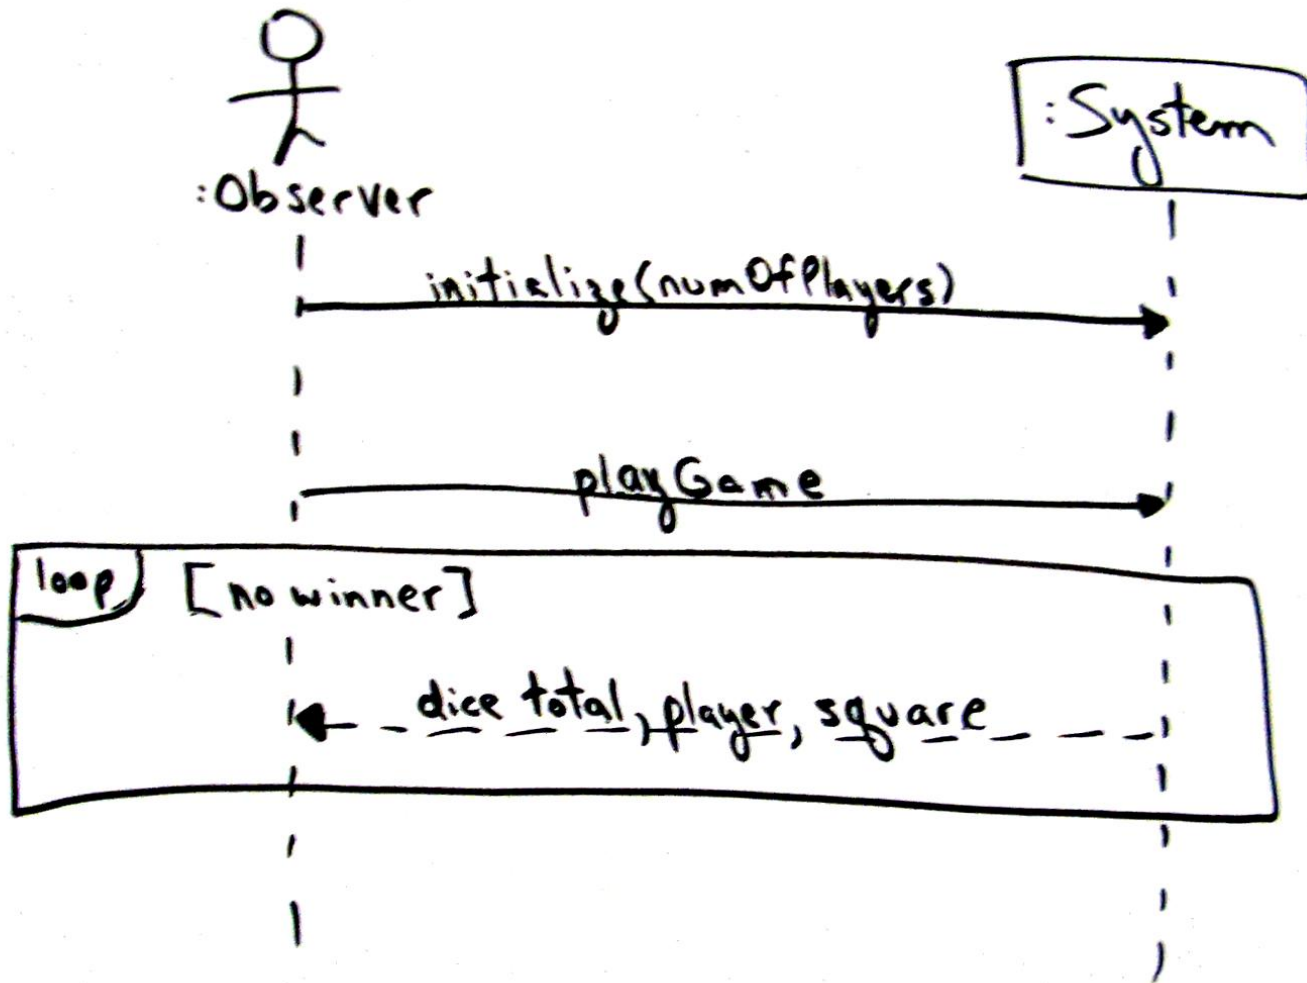 :System
:Observer
initialize(numOfPlayers)
playGame
loop [no winner]
dice total, player, square